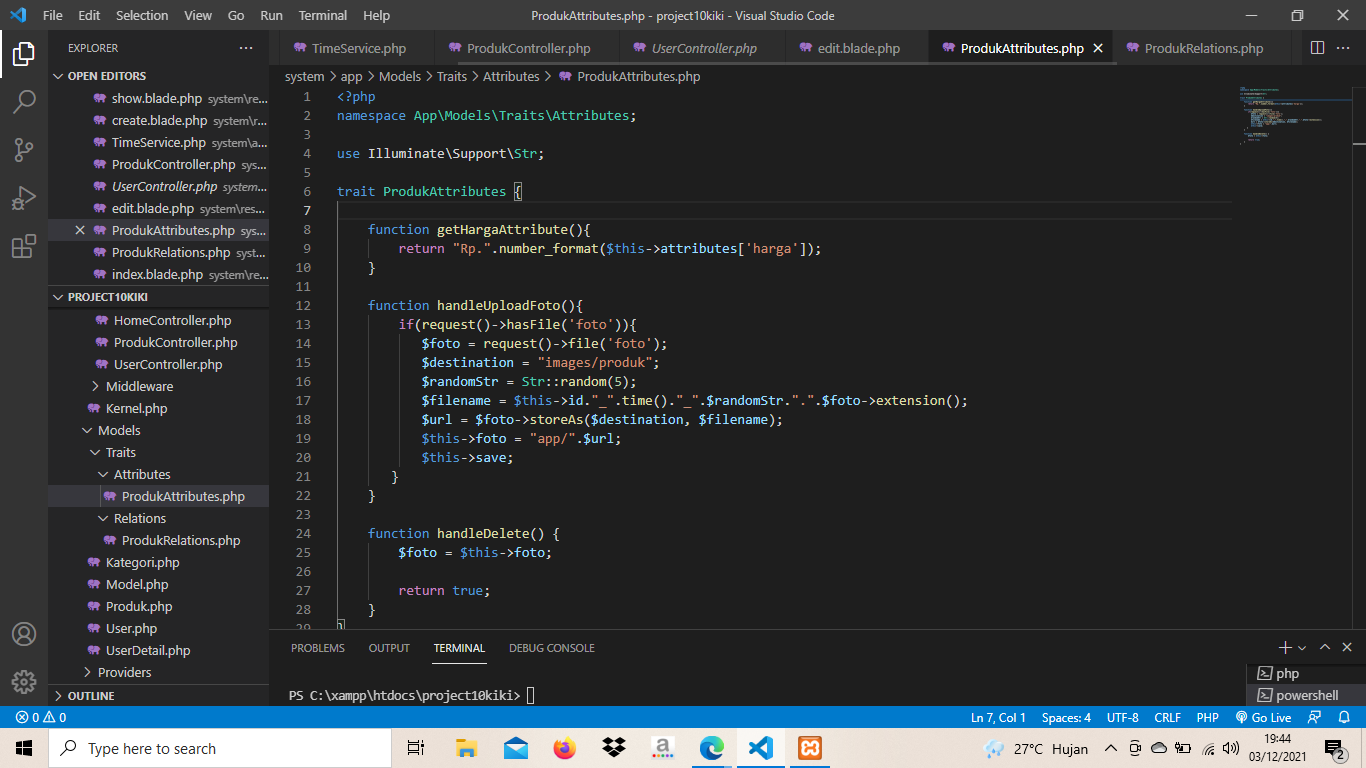 File Edit Selection View Go Run Terminal Help ProdukAttributes.php - project10kiki - Visual Studio Code
EXPLORER
TimeService.php ProdukController.php UserController.php edit.blade.php ProdukAttributes.php ProdukRelations.php
OPEN EDITORS
show.blade.php system\re...
create.blade.php system\r...
TimeService.php system\a...
ProdukController.php sys...
UserController.php system...
edit.blade.php system\res...
ProdukAttributes.php sys...
ProdukRelations.php syst...
index.blade.php system\re...
PROJECT10KIKI
HomeController.php
ProdukController.php
UserController.php
Middleware
Kernel.php
Models
Traits
Attributes
ProdukAttributes.php
Relations
ProdukRelations.php
Kategori.php
Model.php
Produk.php
User.php
UserDetail.php
Providers
OUTLINE
system > app > Models > Traits > Attributes > ProdukAttributes.php
1 <?php
2 namespace App\Models\Traits\Attributes;
3
4 use Illuminate\Support\Str;
5
6 trait ProdukAttributes {
7
8 function getHargaAttribute(){
9 return "Rp.".number_format($this->attributes['harga']);
10 }
11
12 function handleUploadFoto(){
13 if(request()->hasFile('foto')){
14 $foto = request()->file('foto');
15 $destination = "images/produk";
16 $randomStr = Str::random(5);
17 $filename = $this->id."_".time()."_".$randomStr.".".$foto->extension();
18 $url = $foto->storeAs($destination, $filename);
19 $this->foto = "app/".$url;
20 $this->save;
21 }
22 }
23
24 function handleDelete() {
25 $foto = $this->foto;
26
27 return true;
28 }
29 }
PROBLEMS OUTPUT TERMINAL DEBUG CONSOLE
PS C:\xampp\htdocs\project10kiki>
php
powershell
0 0 Ln 7, Col 1 Spaces: 4 UTF-8 CRLF PHP Go Live
Type here to search
a
27°C Hujan
19:44
03/12/2021
2